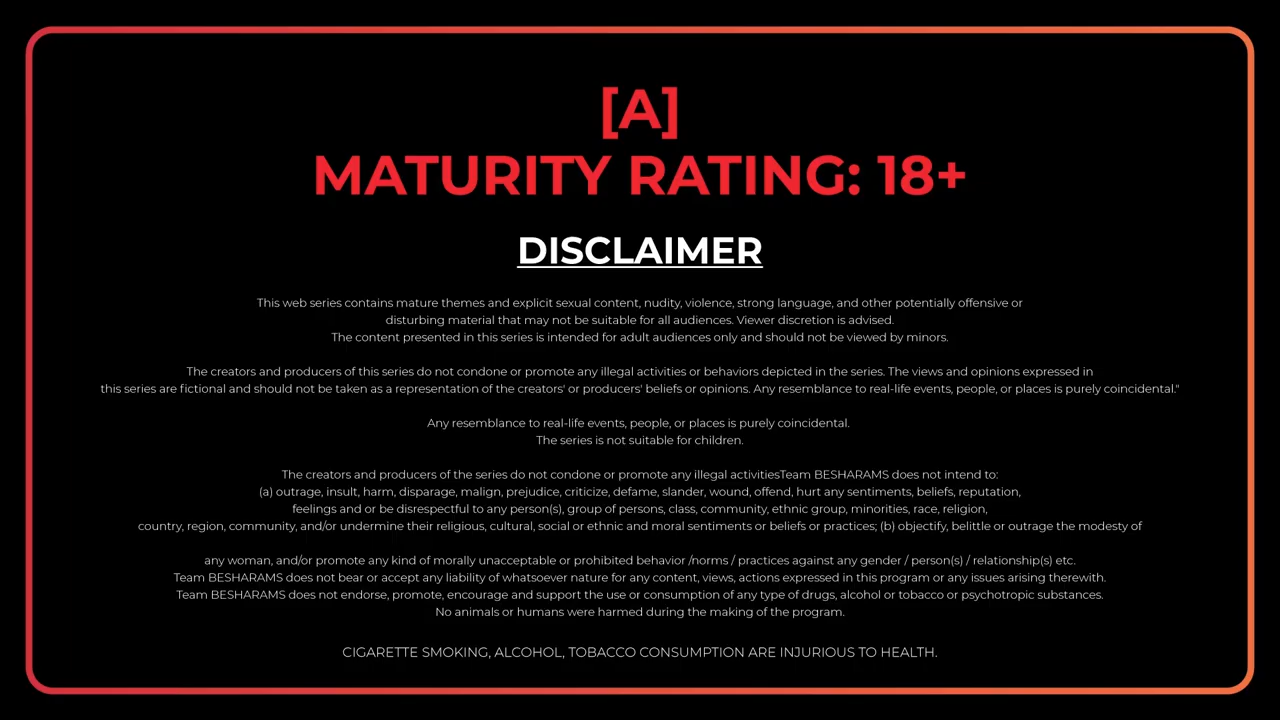 [A]
MATURITY RATING: 18+
DISCLAIMER
This web series contains mature themes and explicit sexual content, nudity, violence, strong language, and other potentially offensive or
disturbing material that may not be suitable for all audiences. Viewer discretion is advised.
The content presented in this series is intended for adult audiences only and should not be viewed by minors.
The creators and producers of this series do not condone or promote any illegal activities or behaviors depicted in the series. The views and opinions expressed in
this series are fictional and should not be taken as a representation of the creators' or producers' beliefs or opinions. Any resemblance to real-life events, people, or places is purely coincidental."
Any resemblance to real-life events, people, or places is purely coincidental.
The series is not suitable for children.
The creators and producers of the series do not condone or promote any illegal activitiesTeam BESHARAMS does not intend to:
(a) outrage, insult, harm, disparage, malign, prejudice, criticize, defame, slander, wound, offend, hurt any sentiments, beliefs, reputation,
feelings and or be disrespectful to any person(s), group of persons, class, community, ethnic group, minorities, race, religion,
country, region, community, and/or undermine their religious, cultural, social or ethnic and moral sentiments or beliefs or practices; (b) objectify, belittle or outrage the modesty of
any woman, and/or promote any kind of morally unacceptable or prohibited behavior /norms / practices against any gender / person(s) / relationship(s) etc.
Team BESHARAMS does not bear or accept any liability of whatsoever nature for any content, views, actions expressed in this program or any issues arising therewith.
Team BESHARAMS does not endorse, promote, encourage and support the use or consumption of any type of drugs, alcohol or tobacco or psychotropic substances.
No animals or humans were harmed during the making of the program.
CIGARETTE SMOKING, ALCOHOL, TOBACCO CONSUMPTION ARE INJURIOUS TO HEALTH.